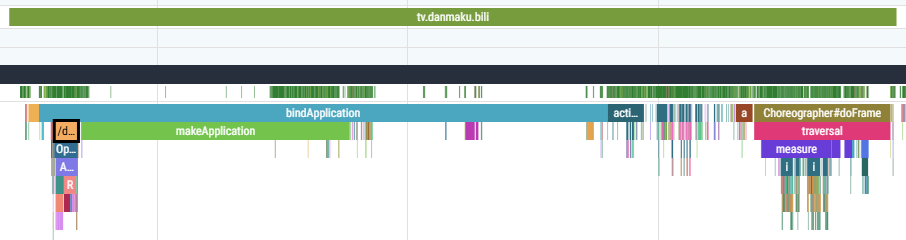 tv.danmaku.bili
bindApplication
acti...
a
Choreographer#doFrame
/d...
makeApplication
traversal
Op...
measure
A...
i
i
R